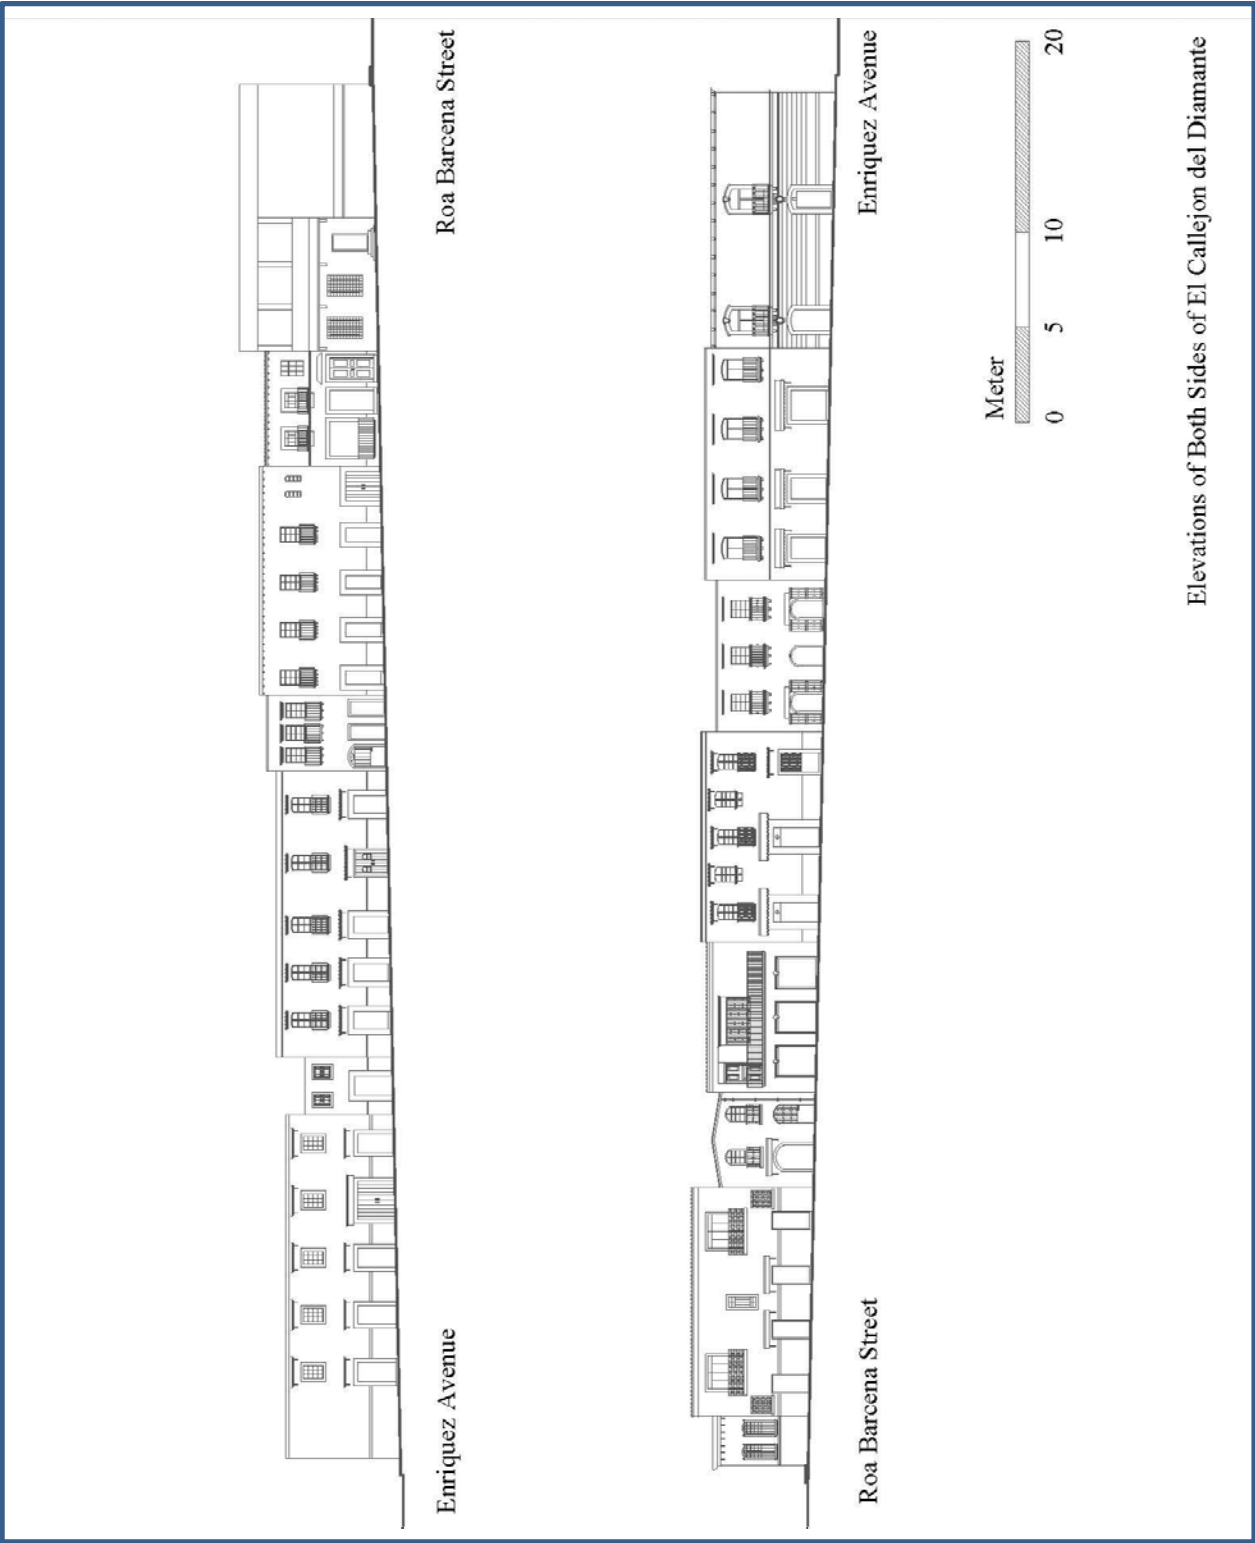 Enriquez Avenue
Roa Barcena Street
Roa Barcena Street
Enriquez Avenue
Meter
0 5 10 20
Elevations of Both Sides of El Callejon del Diamante